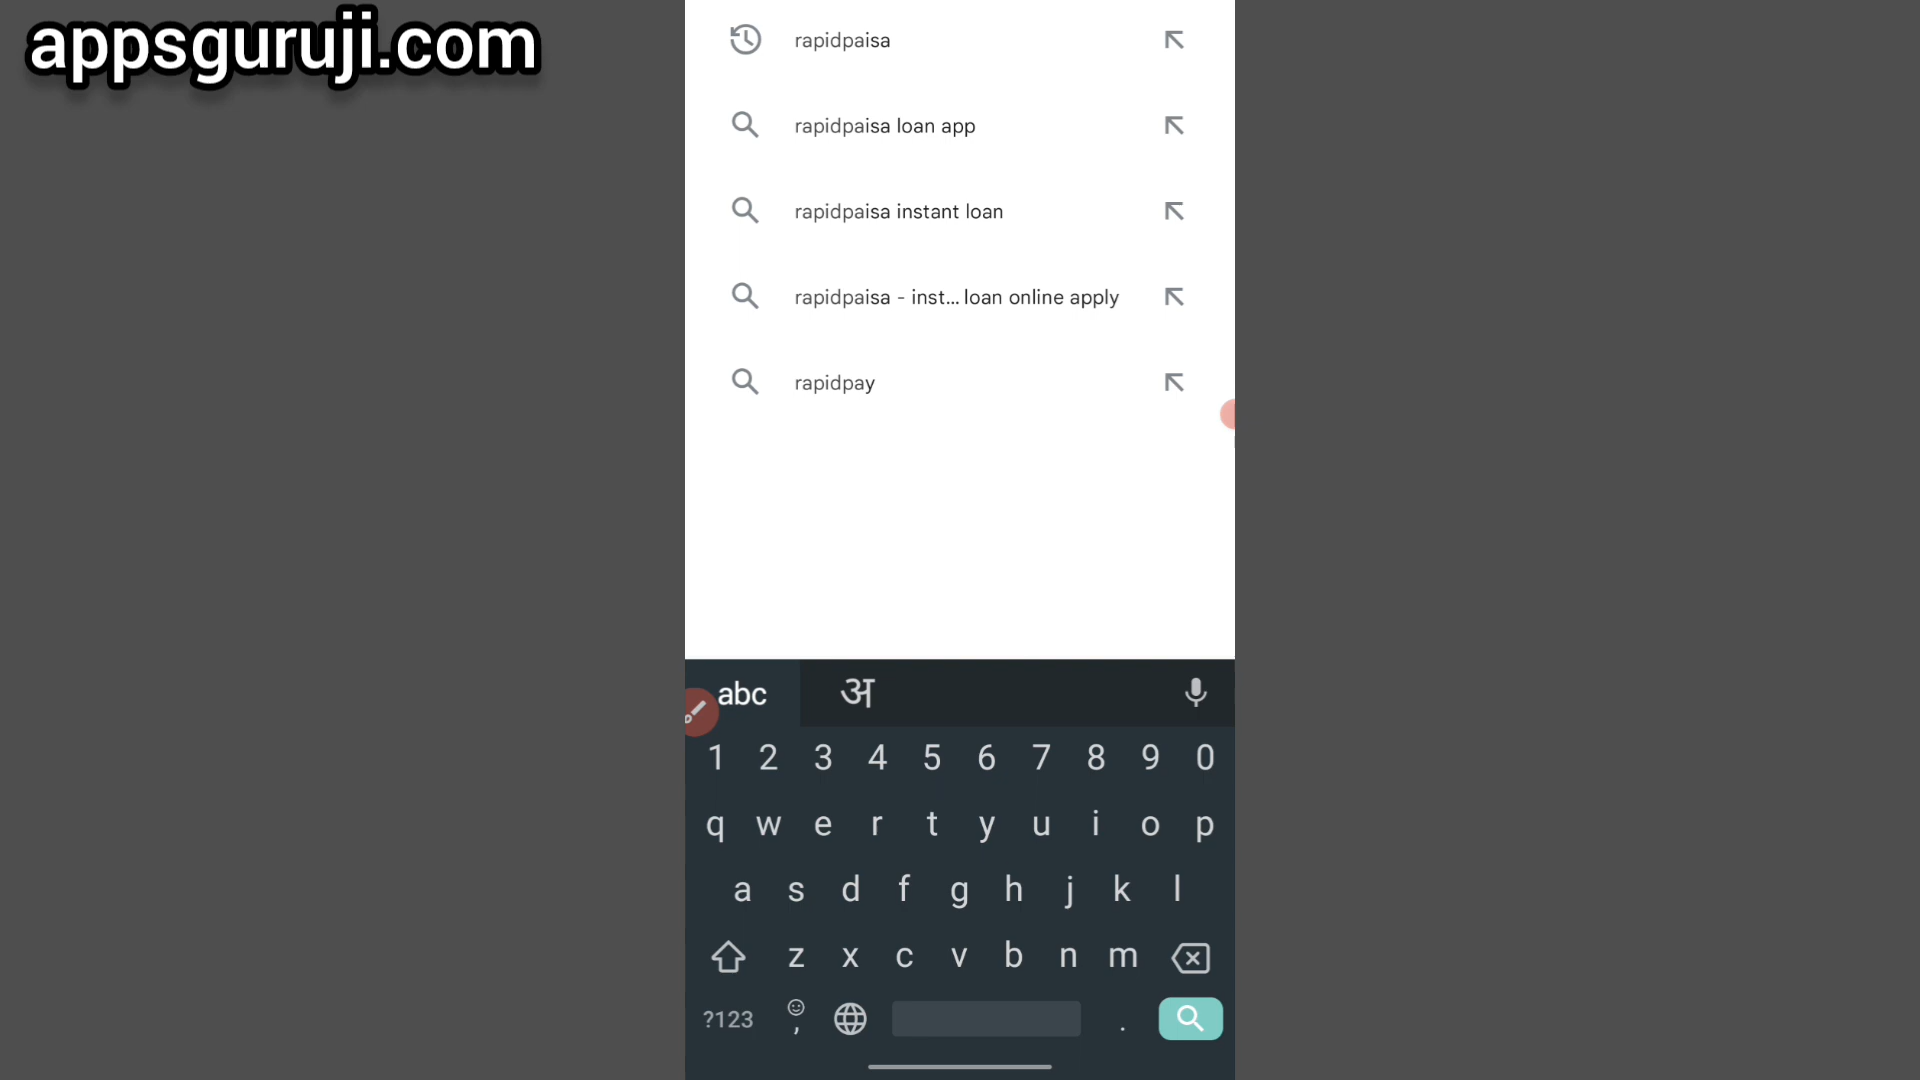 appsguruji.com
rapidpaisa
rapidpaisa loan app
rapidpaisa instant loan
rapidpaisa - inst... loan online apply
rapidpay
abc अ
1 2 3 4 5 6 7 8 9 0
q w e r t y u i o p
a s d f g h j k l
z x c v b n m
?123 , .